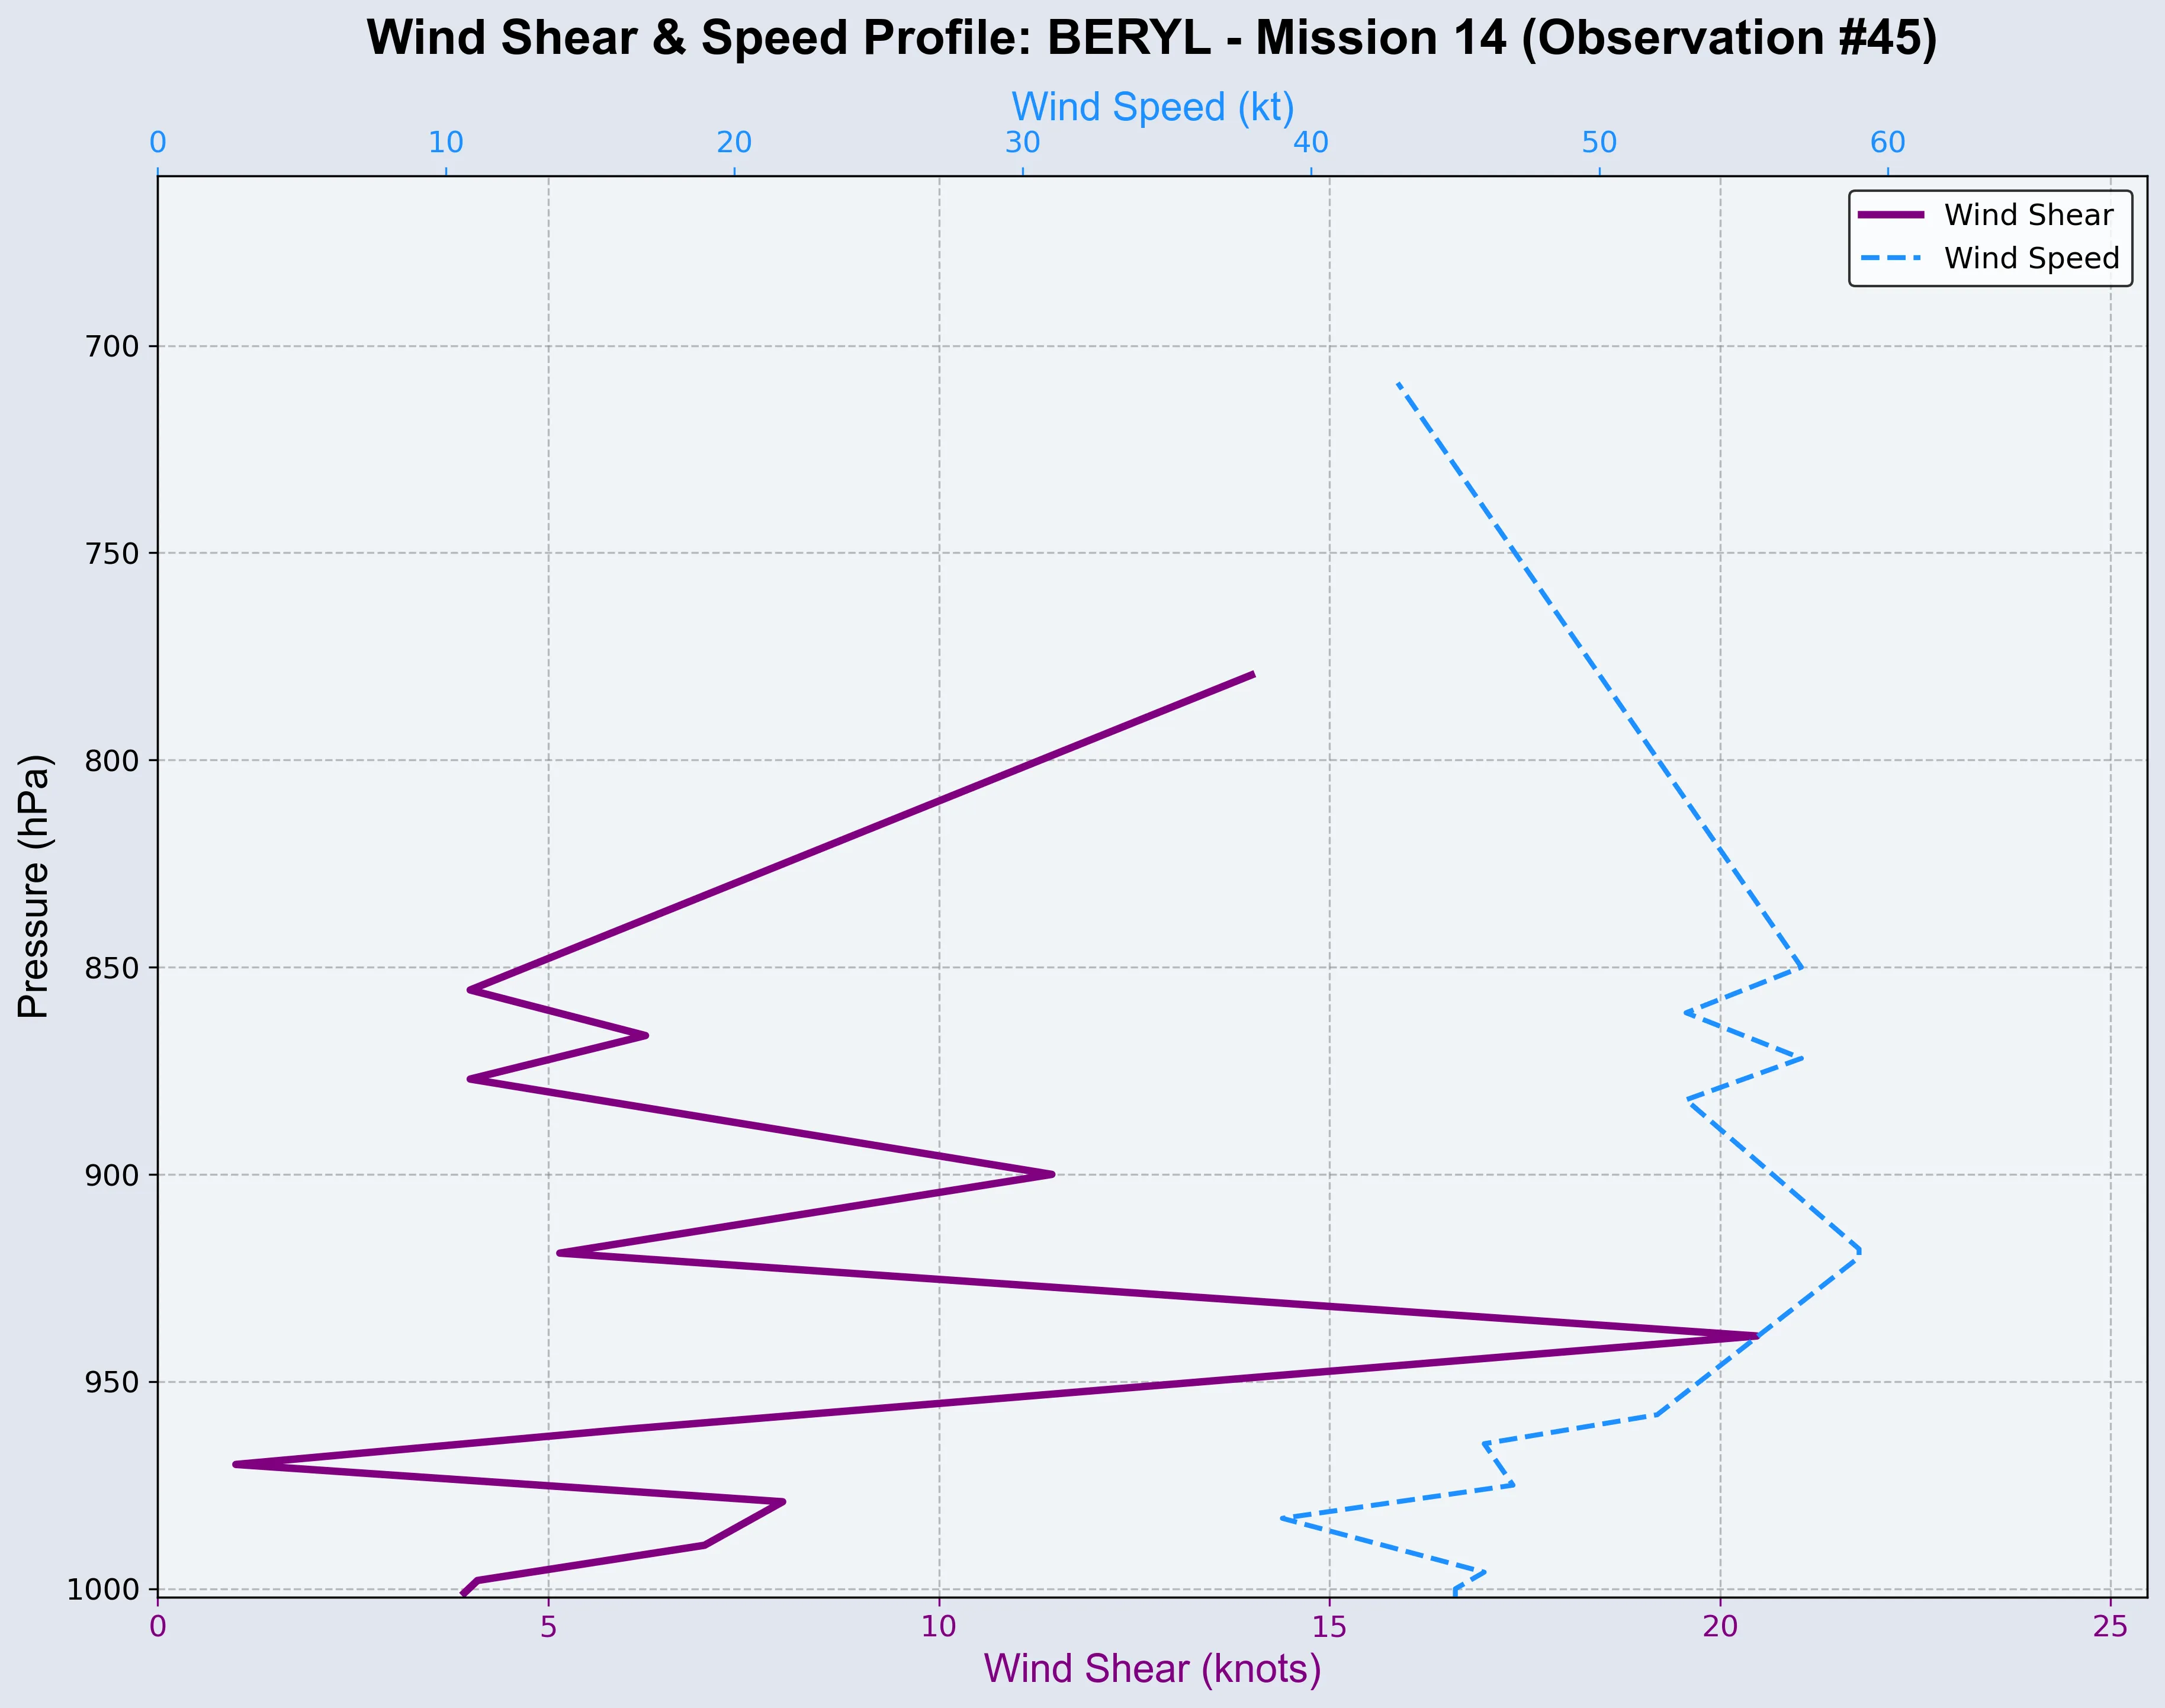 Wind Shear & Speed Profile: BERYL - Mission 14 (Observation #45)
Wind Speed (kt)
0 10 20 30 40 50 60
Wind Shear
Wind Speed
700
750
800
850
900
950
1000
Pressure (hPa)
0 5 10 15 20 25
Wind Shear (knots)